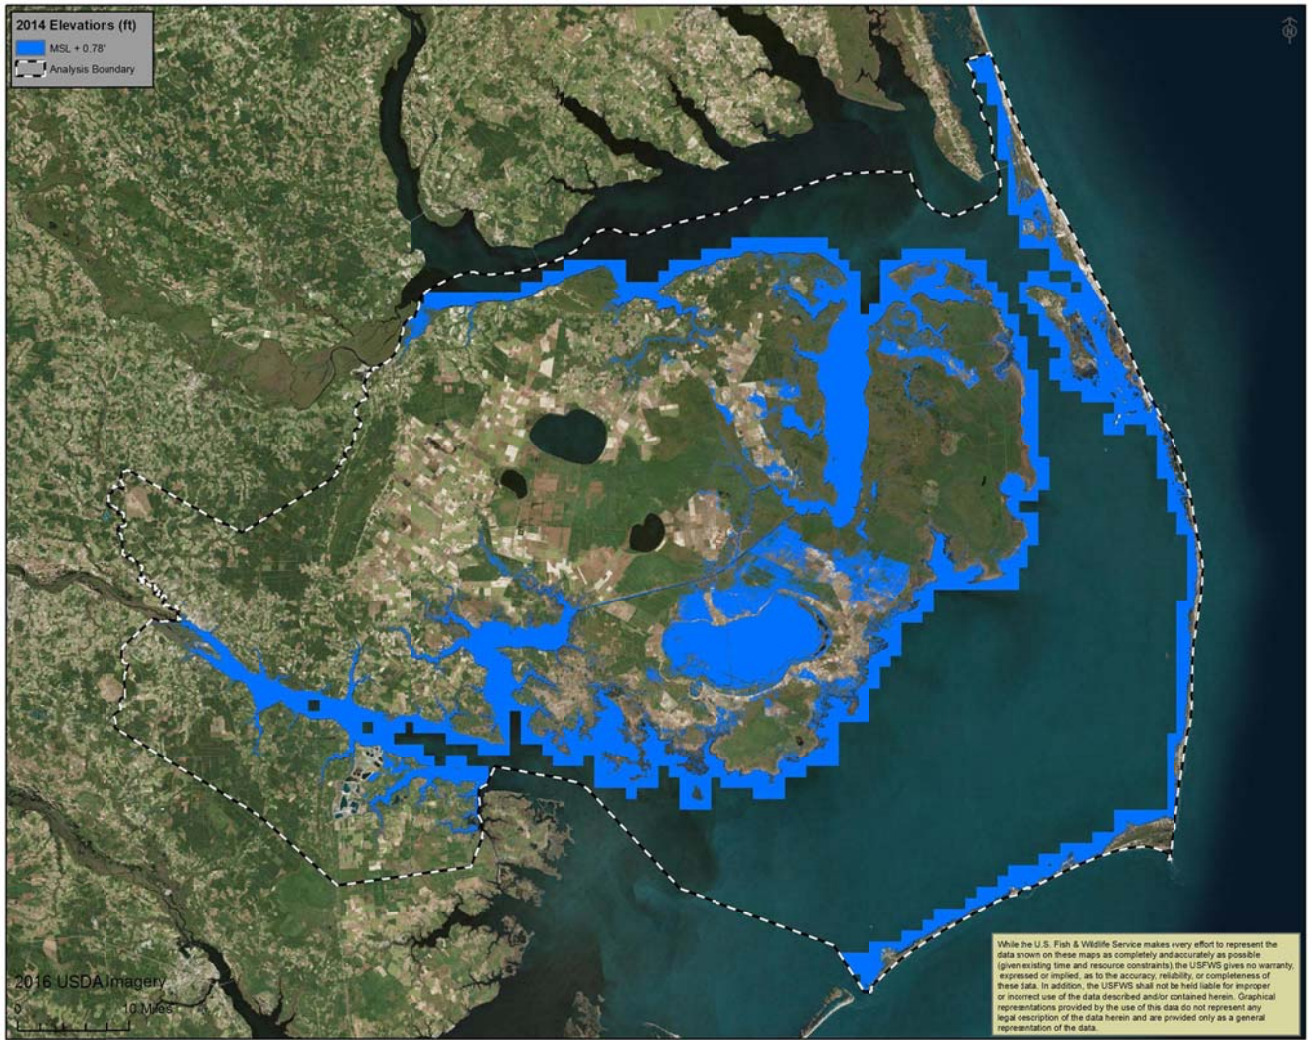 2014 Elevations (ft)
MSL + 0.78'
Analysis Boundary
N
2016 USDA Imagery
0 10 Miles
While the U.S. Fish & Wildlife Service makes every effort to represent the
data shown on these maps as completely and accurately as possible
(given existing time and resource constraints), the USFWS gives no warranty,
expressed or implied, as to the accuracy, reliability, or completeness of
these data. In addition, the USFWS shall not be held liable for improper
or incorrect use of the data described and/or contained herein. Graphical
representations provided by the use of this data do not represent any
legal description of the data herein and are provided only as a general
representation of the data.